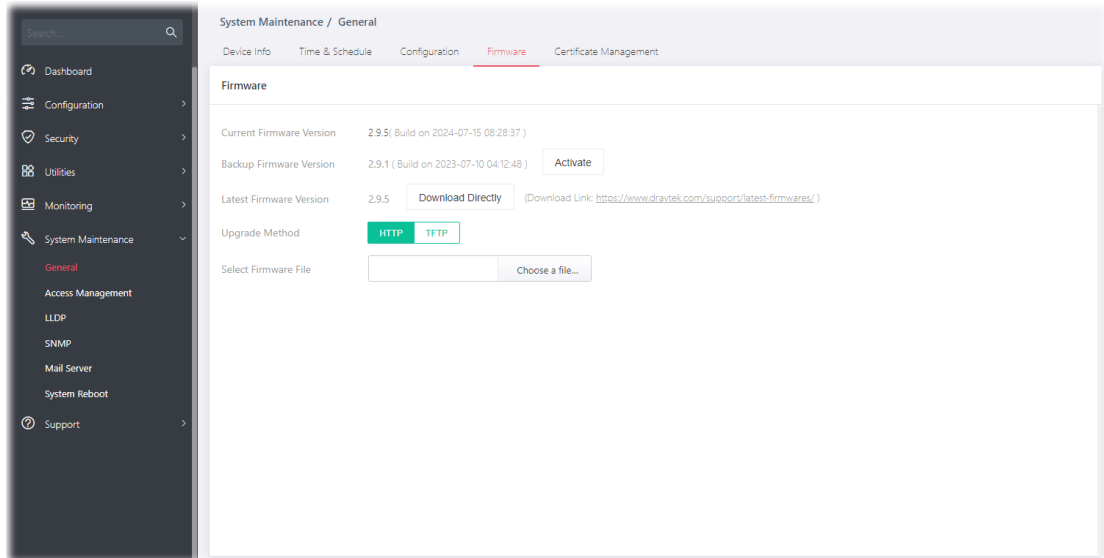 Search...
Dashboard
Configuration
Security
Utilities
Monitoring
System Maintenance
General
Access Management
LLDP
SNMP
Mail Server
System Reboot
Support
System Maintenance / General
Device Info Time & Schedule Configuration Firmware Certificate Management
Firmware
Current Firmware Version 2.9.5( Build on 2024-07-15 08:28:37 )
Backup Firmware Version 2.9.1 ( Build on 2023-07-10 04:12:48 ) Activate
Latest Firmware Version 2.9.5 Download Directly (Download Link: https://www.draytek.com/support/latest-firmwares/ )
Upgrade Method HTTP TFTP
Select Firmware File Choose a file...